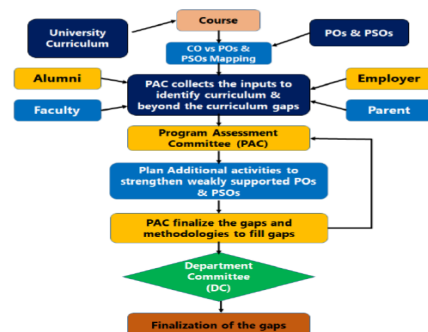 Course
University
Curriculum
POs & PSOs
CO vs POs &
PSOs Mapping
Alumni
Employer
PAC collects the inputs to
identify curriculum &
beyond the curriculum gaps
Faculty
Parent
Program Assessment
Committee (PAC)
Plan Additional activities to
strengthen weakly supported POs
& PSOs
PAC finalize the gaps and
methodologies to fill gaps
Department
Committee
(DC)
Finalization of the gaps